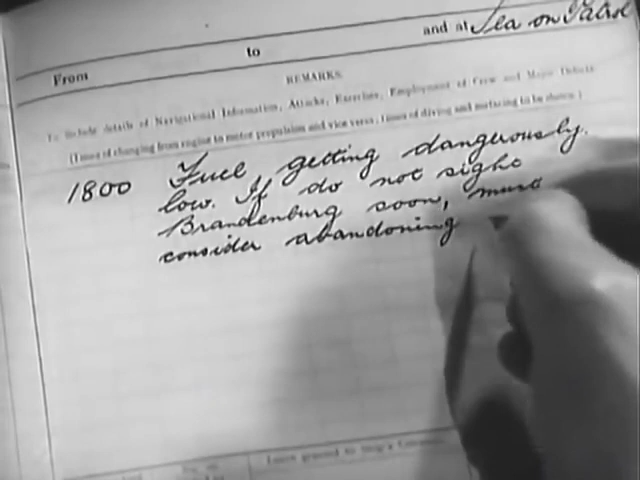 From to and at Sea on Patrol
REMARKS
To include details of Navigational Information, Attacks, Exercises, Employment of Crew and Major Defects
(Times of changing from engine to motor propulsion and vice versa, times of diving and surfacing to be shown.)
1800 Fuel getting dangerously
low. If do not sight
Brandenburg soon, must
consider abandoning